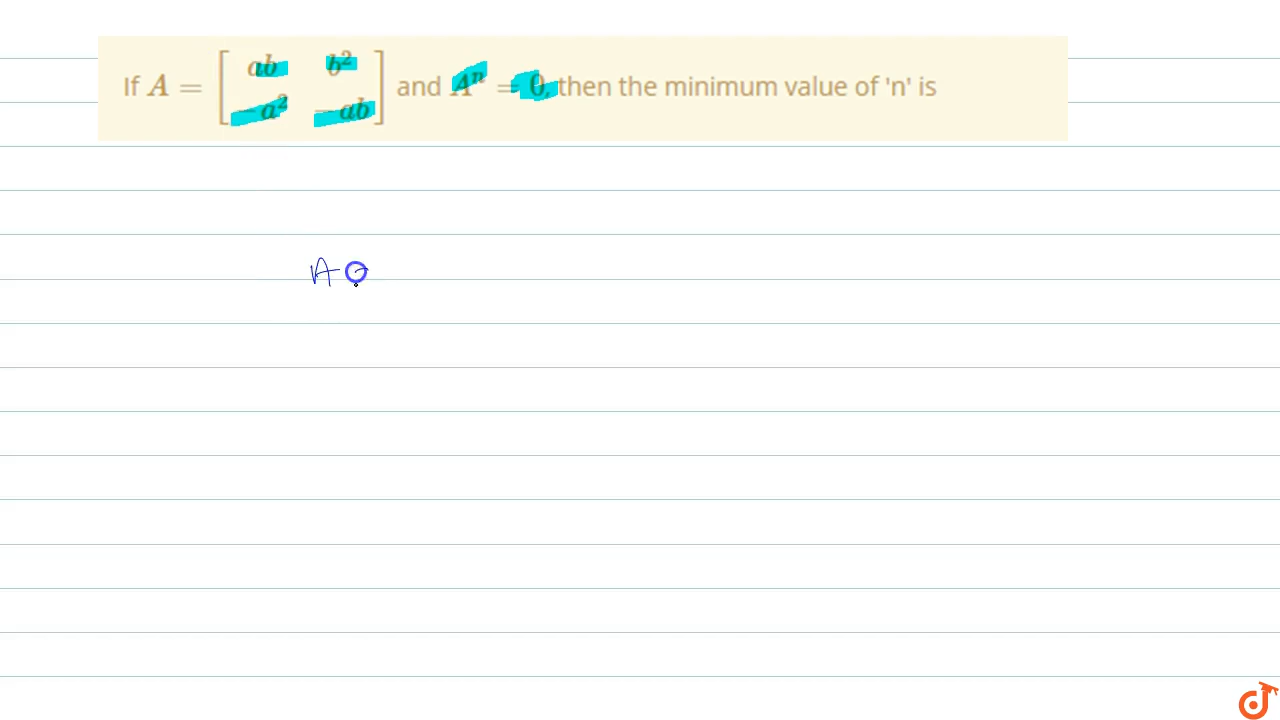 If A = [ ab b² ; −a² −ab ] and Aⁿ = 0, then the minimum value of 'n' is
A